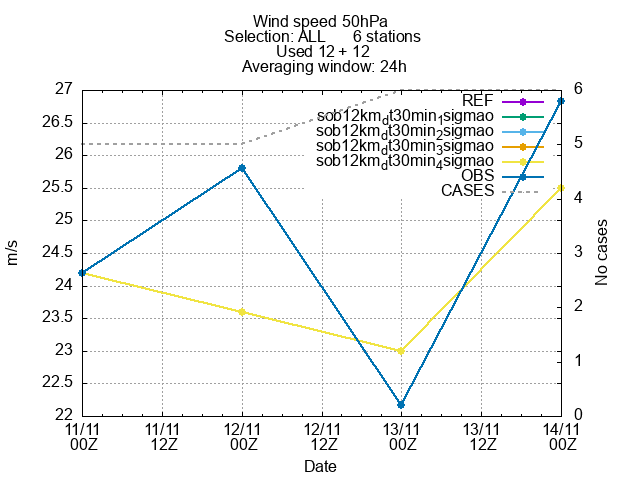 Wind speed 50hPa
Selection: ALL 6 stations
Used 12 + 12
Averaging window: 24h
27
26.5
26
25.5
25
24.5
24
23.5
23
22.5
22
m/s
6
5
4
3
2
1
0
No cases
REF
sob12km_dt30min_1sigmao
sob12km_dt30min_2sigmao
sob12km_dt30min_3sigmao
sob12km_dt30min_4sigmao
OBS
CASES
11/11 11/11 12/11 12/11 13/11 13/11 14/11
00Z 12Z 00Z 12Z 00Z 12Z 00Z
Date